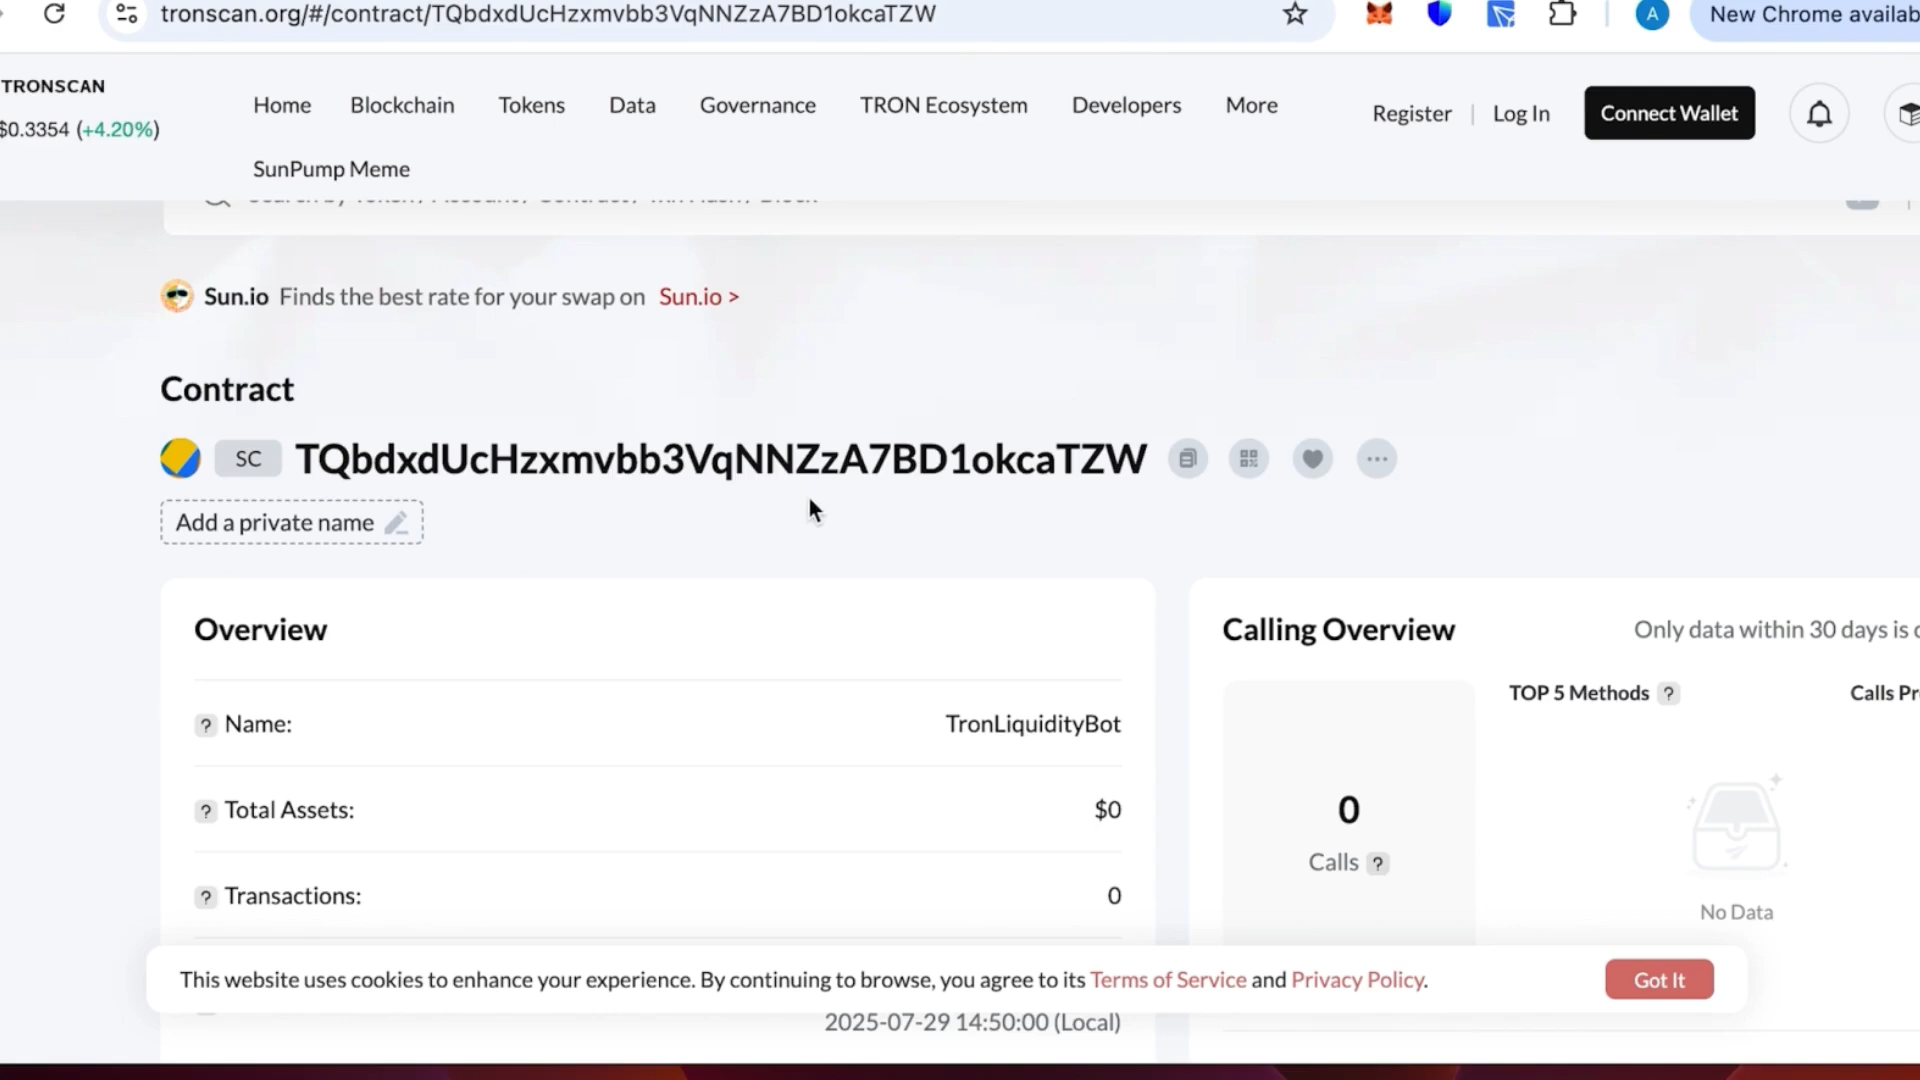 tronscan.org/#/contract/TQbdxdUcHzxmvbb3VqNNZzA7BD1okcaTZW
A
New Chrome availab
TRONSCAN
$0.3354 (+4.20%)
Home Blockchain Tokens Data Governance TRON Ecosystem Developers More
SunPump Meme
Register | Log In
Connect Wallet
Sun.io Finds the best rate for your swap on Sun.io >
Contract
SC TQbdxdUcHzxmvbb3VqNNZzA7BD1okcaTZW
Add a private name
Overview
? Name: TronLiquidityBot
? Total Assets: $0
? Transactions: 0
2025-07-29 14:50:00 (Local)
Calling Overview
Only data within 30 days is
TOP 5 Methods ?
Calls Pr
0
Calls ?
No Data
This website uses cookies to enhance your experience. By continuing to browse, you agree to its Terms of Service and Privacy Policy.
Got It